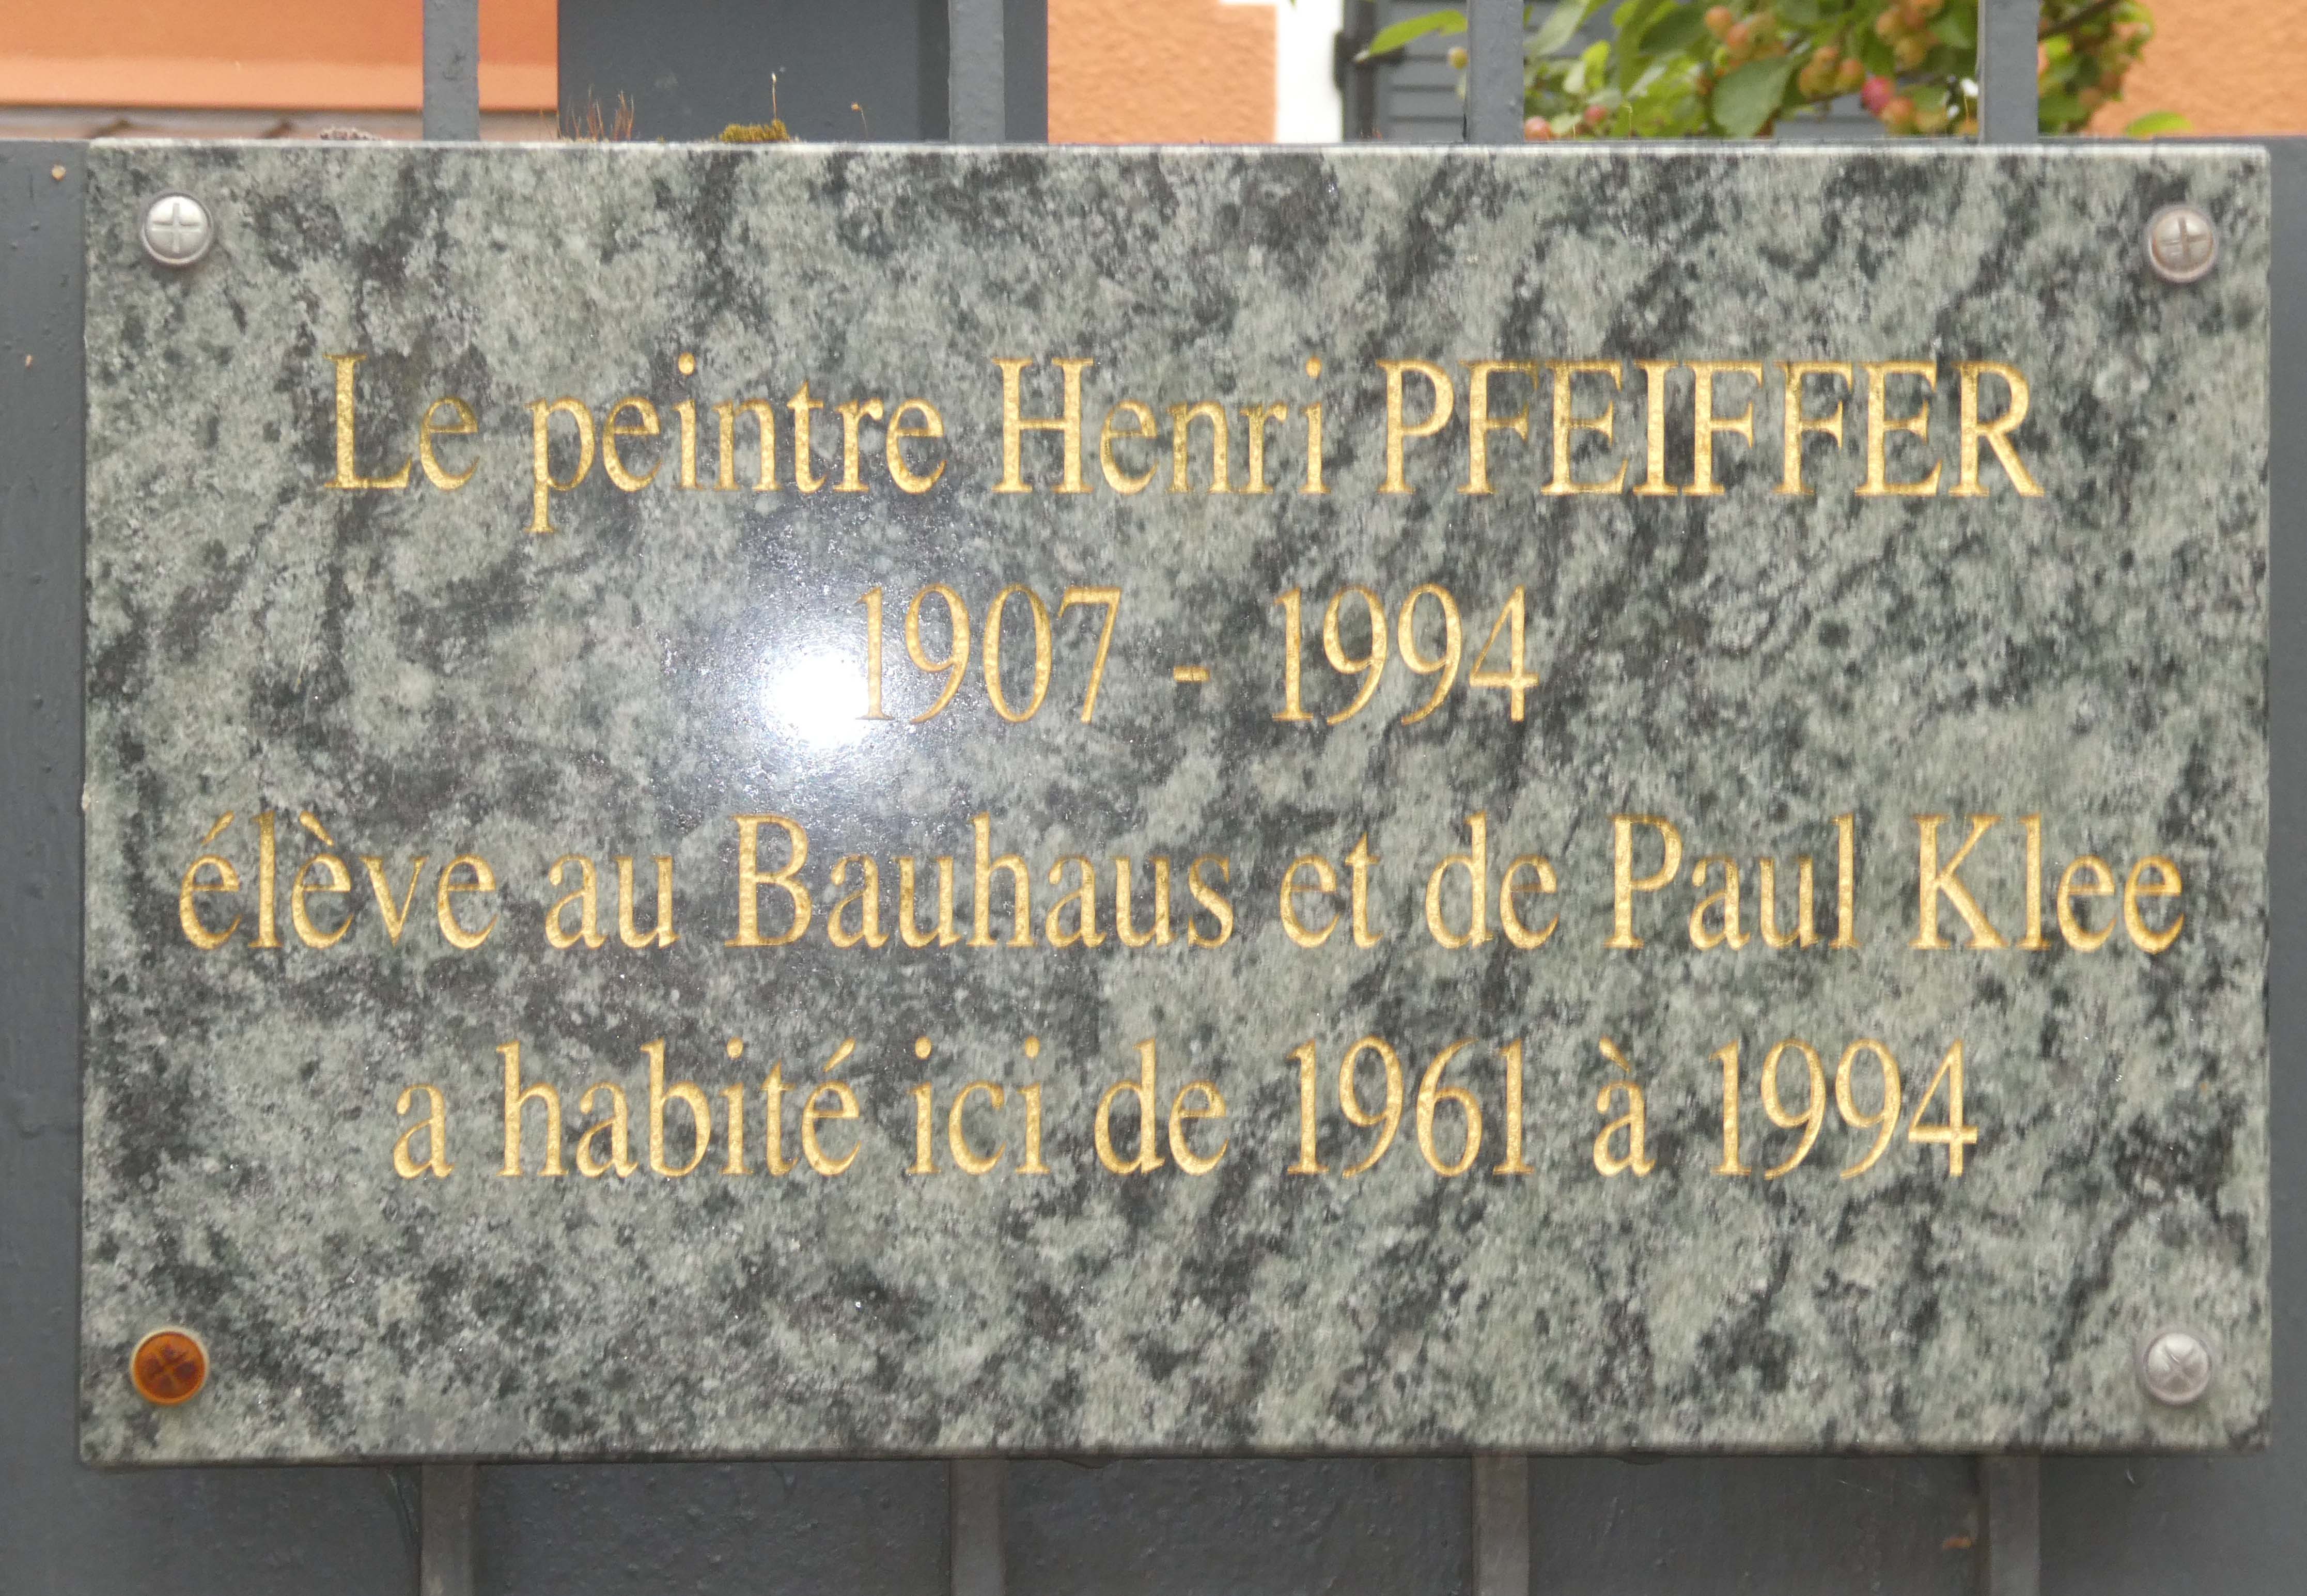 Le peintre Henri PFEIFFER
1907 - 1994
élève au Bauhaus et de Paul Klee
a habité ici de 1961 à 1994